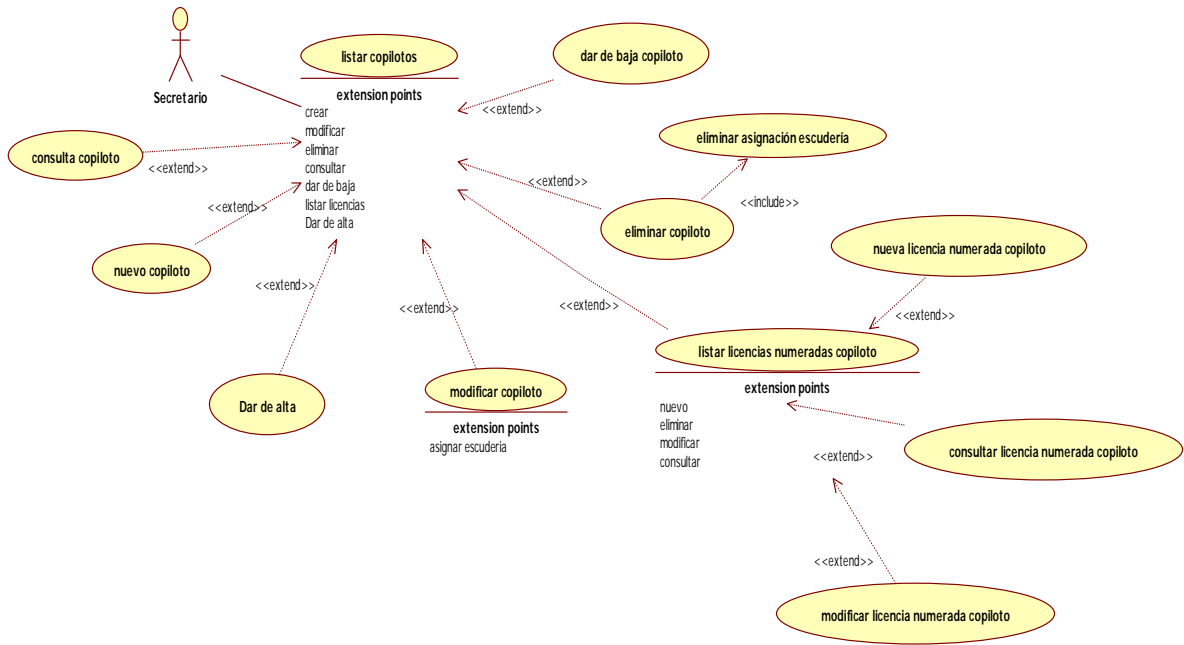 listar copilotos
dar de baja copiloto
Secretario
extension points
<<extend>>
crear
modificar
eliminar
consultar
dar de baja
listar licencias
Dar de alta
eliminar asignación escudería
consulta copiloto
<<extend>>
<<extend>>
<<include>>
<<extend>>
eliminar copiloto
nueva licencia numerada copiloto
nuevo copiloto
<<extend>>
<<extend>>
<<extend>>
<<extend>>
listar licencias numeradas copiloto
extension points
nuevo
eliminar
modificar
consultar
modificar copiloto
extension points
asignar escuderia
Dar de alta
consultar licencia numerada copiloto
<<extend>>
<<extend>>
modificar licencia numerada copiloto